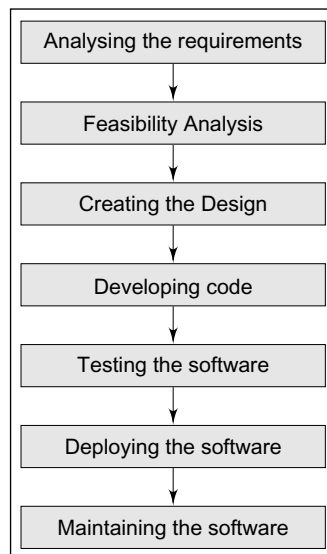 Analysing the requirements
Feasibility Analysis
Creating the Design
Developing code
Testing the software
Deploying the software
Maintaining the software